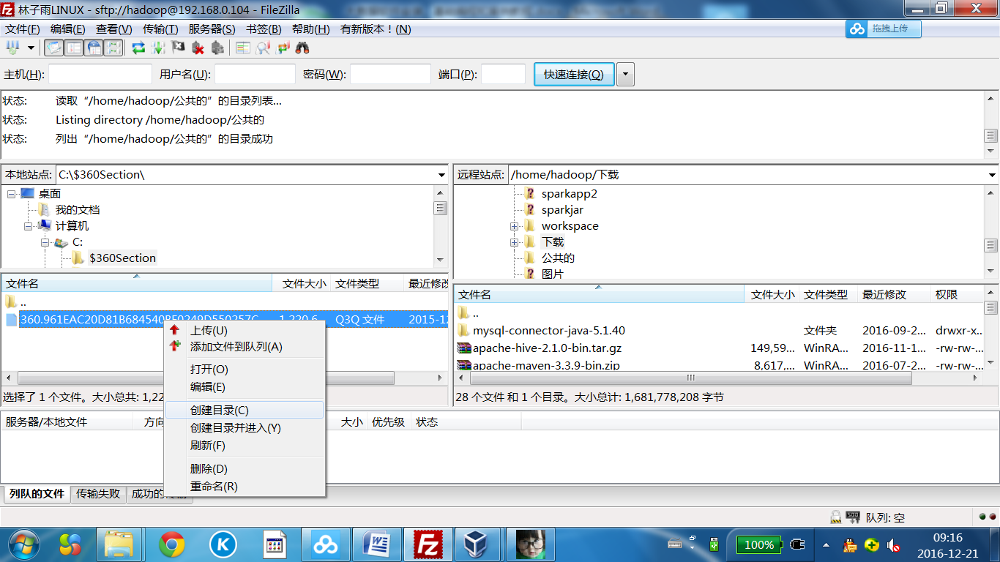 林子雨LINUX - sftp://hadoop@192.168.0.104 - FileZilla
文件(F) 编辑(E) 查看(V) 传输(T) 服务器(S) 书签(B) 帮助(H) 有新版本！(N)
拖拽上传
主机(H): 用户名(U): 密码(W): 端口(P): 快速连接(Q)
状态: 读取“/home/hadoop/公共的”的目录列表...
状态: Listing directory /home/hadoop/公共的
状态: 列出“/home/hadoop/公共的”的目录成功
本地站点: C:\$360Section\
桌面
我的文档
计算机
C:
$360Section
文件名 文件大小 文件类型 最近修改
..
360.961EAC20D81B684540BF0249D550257C 1,220,6... Q3Q 文件 2015-12
选择了 1 个文件。大小总共: 1,22
远程站点: /home/hadoop/下载
sparkapp2
sparkjar
workspace
下载
公共的
图片
文件名 文件大小 文件类型 最近修改 权限
..
mysql-connector-java-5.1.40 文件夹 2016-09-2... drwxr-x...
apache-hive-2.1.0-bin.tar.gz 149,59... WinRA... 2016-11-1... -rw-rw-...
apache-maven-3.3.9-bin.zip 8,617,... WinRA... 2016-07-2... -rw-rw-...
28 个文件 和 1 个目录。大小总计: 1,681,778,208 字节
上传(U)
添加文件到队列(A)
打开(O)
编辑(E)
创建目录(C)
创建目录并进入(Y)
刷新(F)
删除(D)
重命名(R)
服务器/本地文件 方向 大小 优先级 状态
列队的文件 传输失败 成功的传输
队列: 空
100%
09:16
2016-12-21